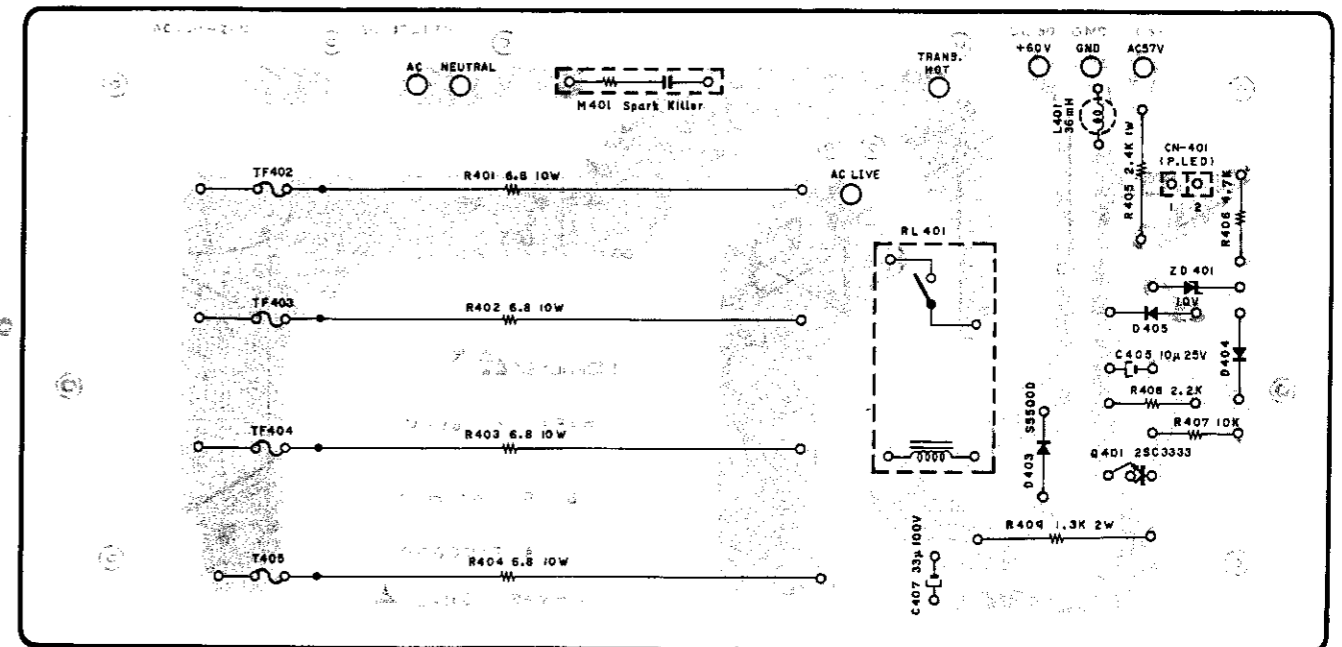 +60V GND AC57V
AC NEUTRAL
TRANS. HOT
M401 Spark Killer
L401 36mH
R405 2.4K 1W
CN-401
(P.LED)
1 2
R406 4.7K
TF402
R401 6.8 10W
AC LIVE
RL401
ZD401
10V
TF403
R402 6.8 10W
D405
D404
C405 10µ 25V
R408 2.2K
TF404
R403 6.8 10W
R407 10K
D403 S5500D
Q401 2SC3333
R409 1.3K 2W
T405
R404 6.8 10W
C407 33µ 100V